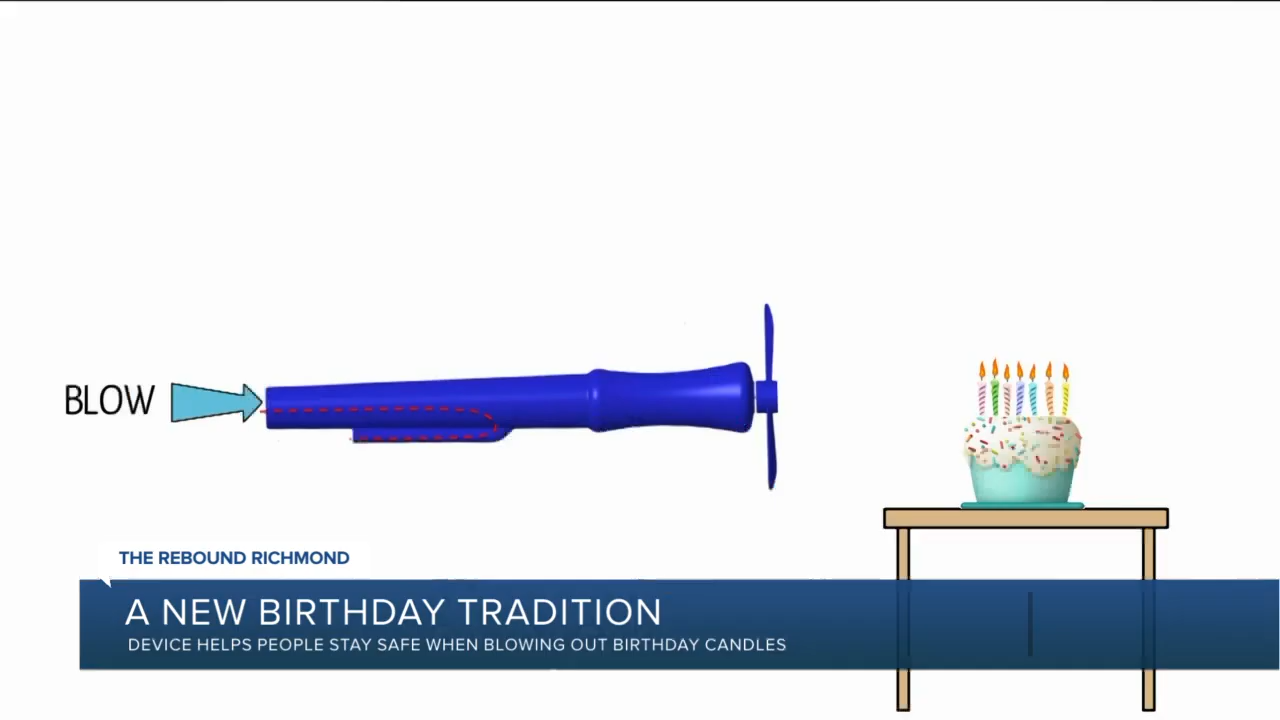 BLOW
THE REBOUND RICHMOND
A NEW BIRTHDAY TRADITION
DEVICE HELPS PEOPLE STAY SAFE WHEN BLOWING OUT BIRTHDAY CANDLES